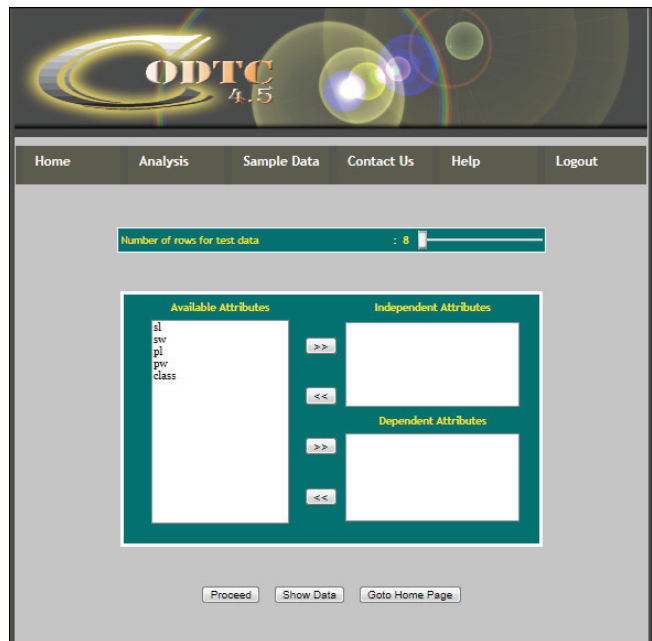 ODTC
4.5
Home Analysis Sample Data Contact Us Help Logout
Number of rows for test data : 8
Available Attributes
sl
sw
pl
pw
class
>>
<<
>>
<<
Independent Attributes
Dependent Attributes
Proceed Show Data Goto Home Page